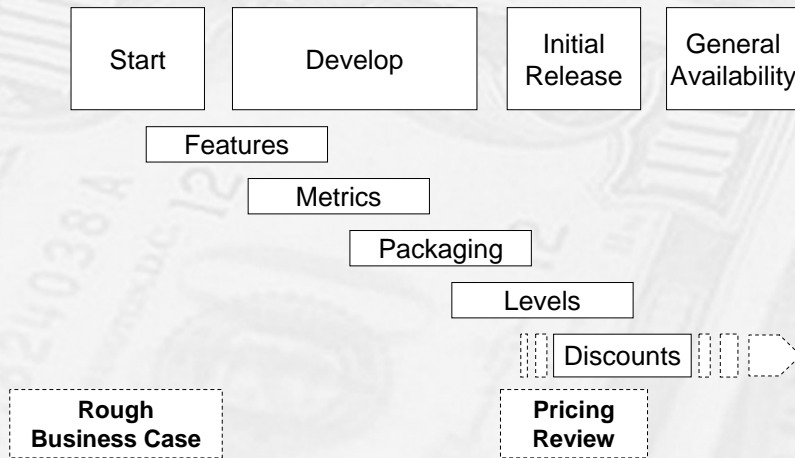 Start
Develop
Initial
Release
General
Availability
Features
Metrics
Packaging
Levels
Discounts
Rough
Business Case
Pricing
Review